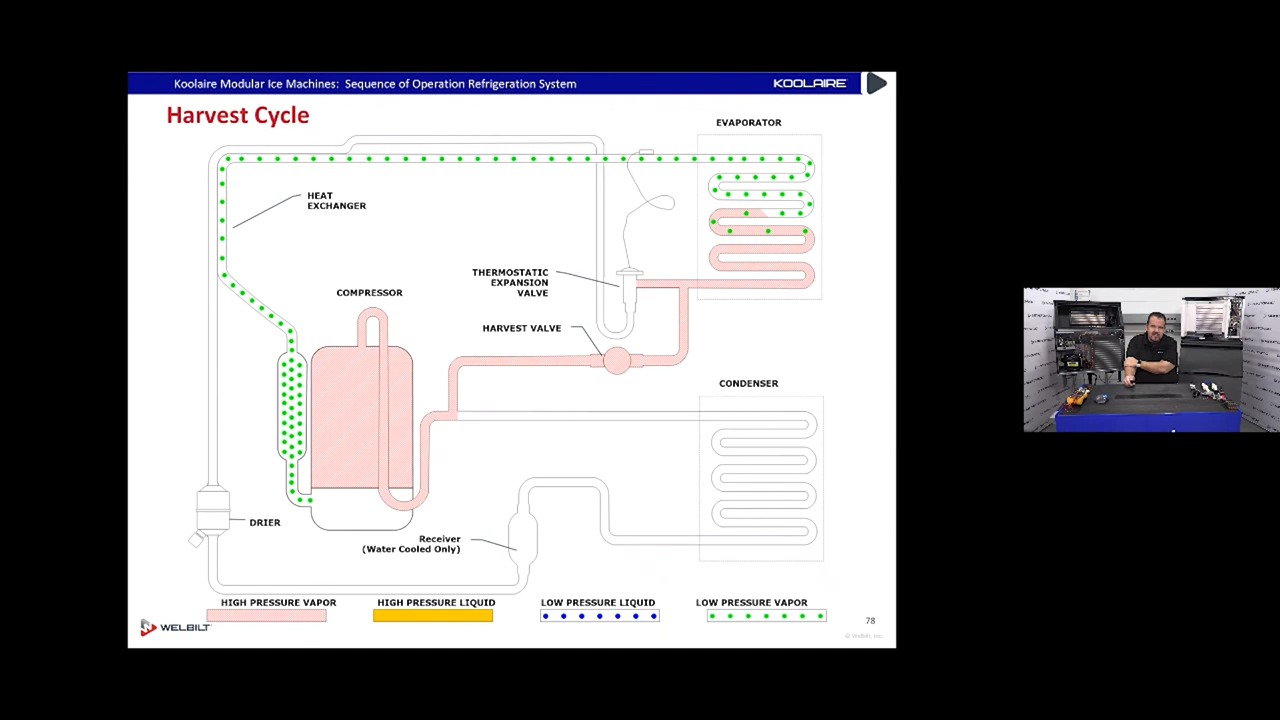 Koolaire Modular Ice Machines: Sequence of Operation Refrigeration System
KOOLAIRE
Harvest Cycle
EVAPORATOR
HEAT
EXCHANGER
THERMOSTATIC
EXPANSION
VALVE
COMPRESSOR
HARVEST VALVE
CONDENSER
DRIER
Receiver
(Water Cooled Only)
HIGH PRESSURE VAPOR
HIGH PRESSURE LIQUID
LOW PRESSURE LIQUID
LOW PRESSURE VAPOR
WELBILT
78
© Welbilt, Inc.